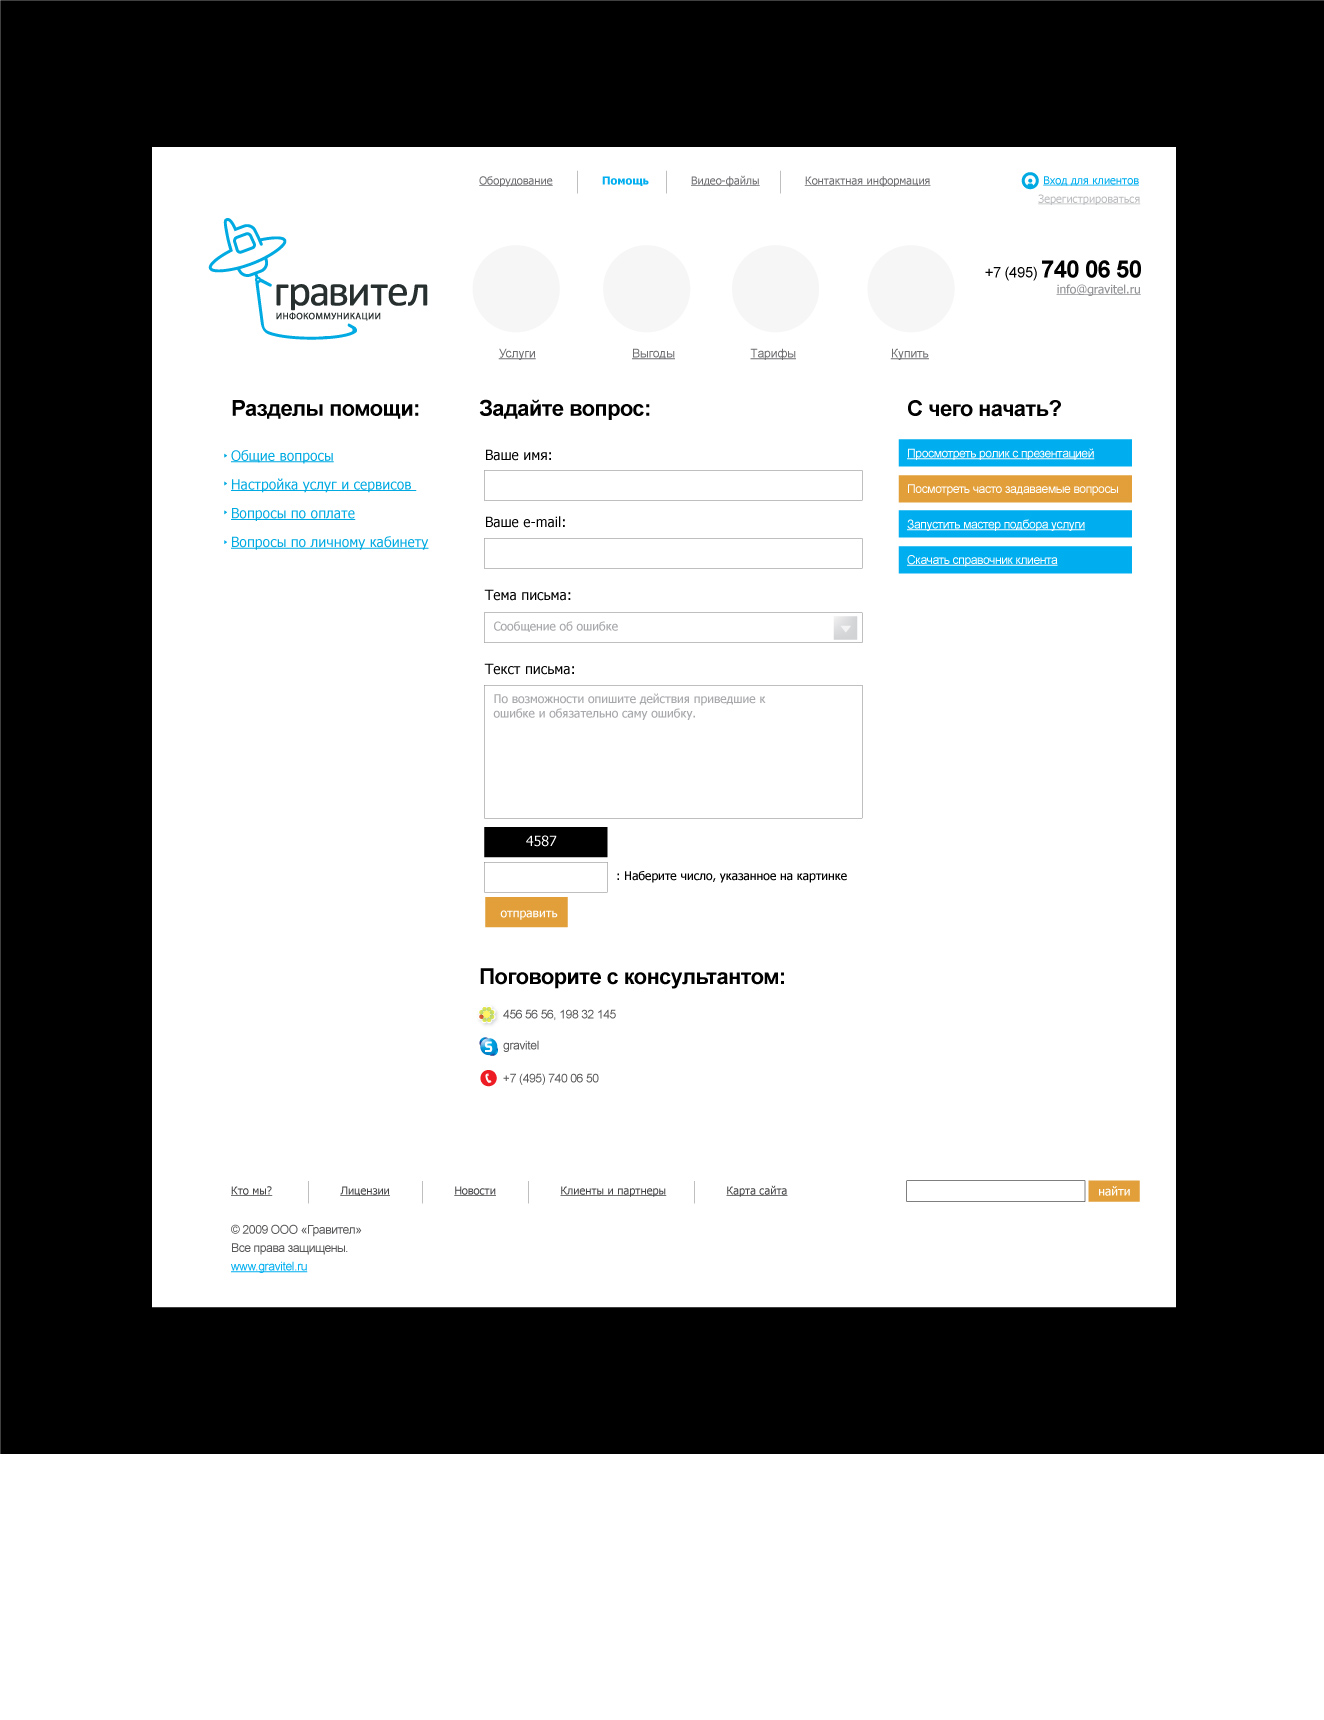 Оборудование
Помощь
Видео-файлы
Контактная информация
Вход для клиентов
Зарегистрироваться
гравител
ИНФОКОММУНИКАЦИИ
+7 (495) 740 06 50
info@gravitel.ru
Услуги
Выгоды
Тарифы
Купить
Разделы помощи:
Общие вопросы
Настройка услуг и сервисов
Вопросы по оплате
Вопросы по личному кабинету
Задайте вопрос:
Ваше имя:
Ваше e-mail:
Тема письма:
Сообщение об ошибке
Текст письма:
По возможности опишите действия приведшие к
ошибке и обязательно саму ошибку.
4587
: Наберите число, указанное на картинке
отправить
С чего начать?
Просмотреть ролик с презентацией
Посмотреть часто задаваемые вопросы
Запустить мастер подбора услуги
Скачать справочник клиента
Поговорите с консультантом:
456 56 56, 198 32 145
gravitel
+7 (495) 740 06 50
Кто мы?
Лицензии
Новости
Клиенты и партнеры
Карта сайта
найти
© 2009 ООО «Гравител»
Все права защищены.
www.gravitel.ru